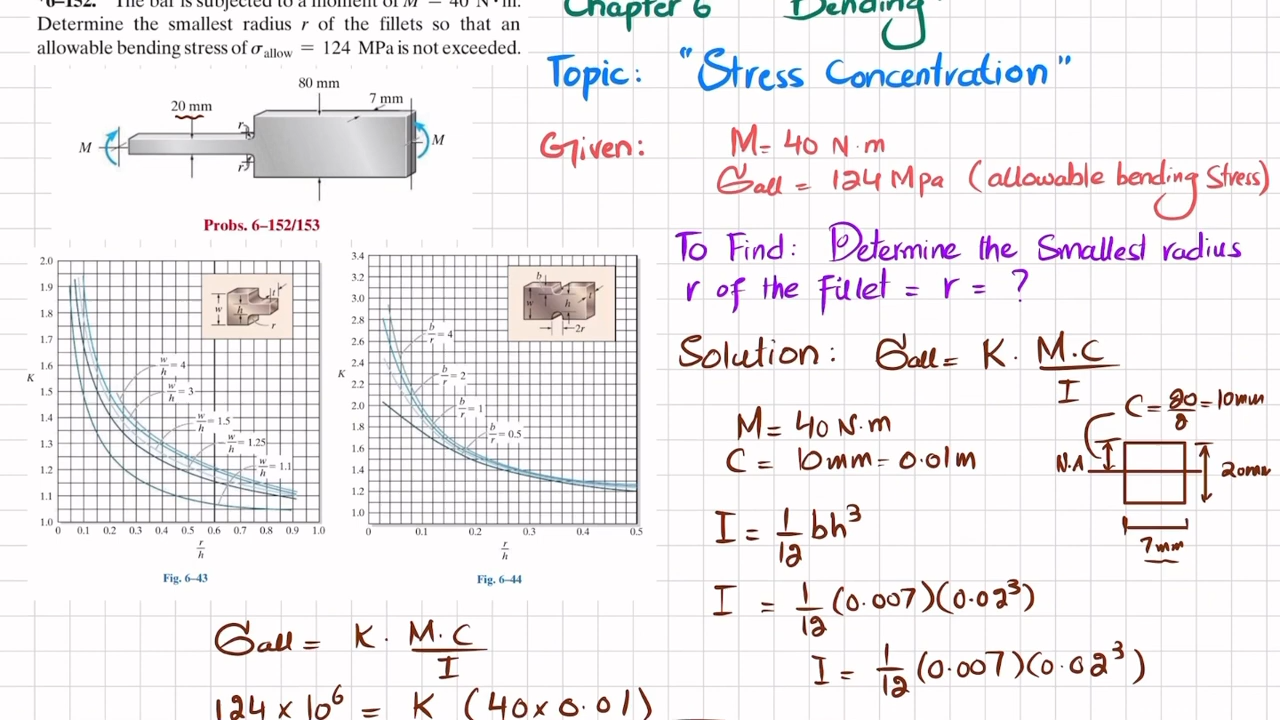 *6–152. The bar is subjected to a moment of M = 40 N·m.
Determine the smallest radius r of the fillets so that an
allowable bending stress of σallow = 124 MPa is not exceeded.
80 mm
7 mm
20 mm
r
M
M
r
Probs. 6–152/153
2.0
1.9
1.8
1.7
1.6
1.5
1.4
1.3
1.2
1.1
1.0
K
0 0.1 0.2 0.3 0.4 0.5 0.6 0.7 0.8 0.9 1.0
r/h
w
h
t
r
w/h = 4
w/h = 3
w/h = 1.5
w/h = 1.25
w/h = 1.1
Fig. 6–43
3.4
3.2
3.0
2.8
2.6
2.4
2.2
2.0
1.8
1.6
1.4
1.2
1.0
K
0 0.1 0.2 0.3 0.4 0.5
r/h
b
w
h
t
2r
b/r = 4
b/r = 2
b/r = 1
b/r = 0.5
Fig. 6–44
Chapter 6 Bending
Topic: "Stress Concentration"
Given: M = 40 N·m
σall = 124 Mpa (allowable bending Stress)
To Find: Determine the Smallest radius
r of the Fillet = r = ?
Solution: σall = K · M.C/I
M = 40 N·m
C = 10mm = 0.01m
C = 20/2 = 10mm
N.A
20mm
7mm
I = 1/12 bh³
I = 1/12 (0.007)(0.02³)
I = 1/12 (0.007)(0.02³)
σall = K · M.C/I
124 × 10⁶ = K (40 × 0.01)